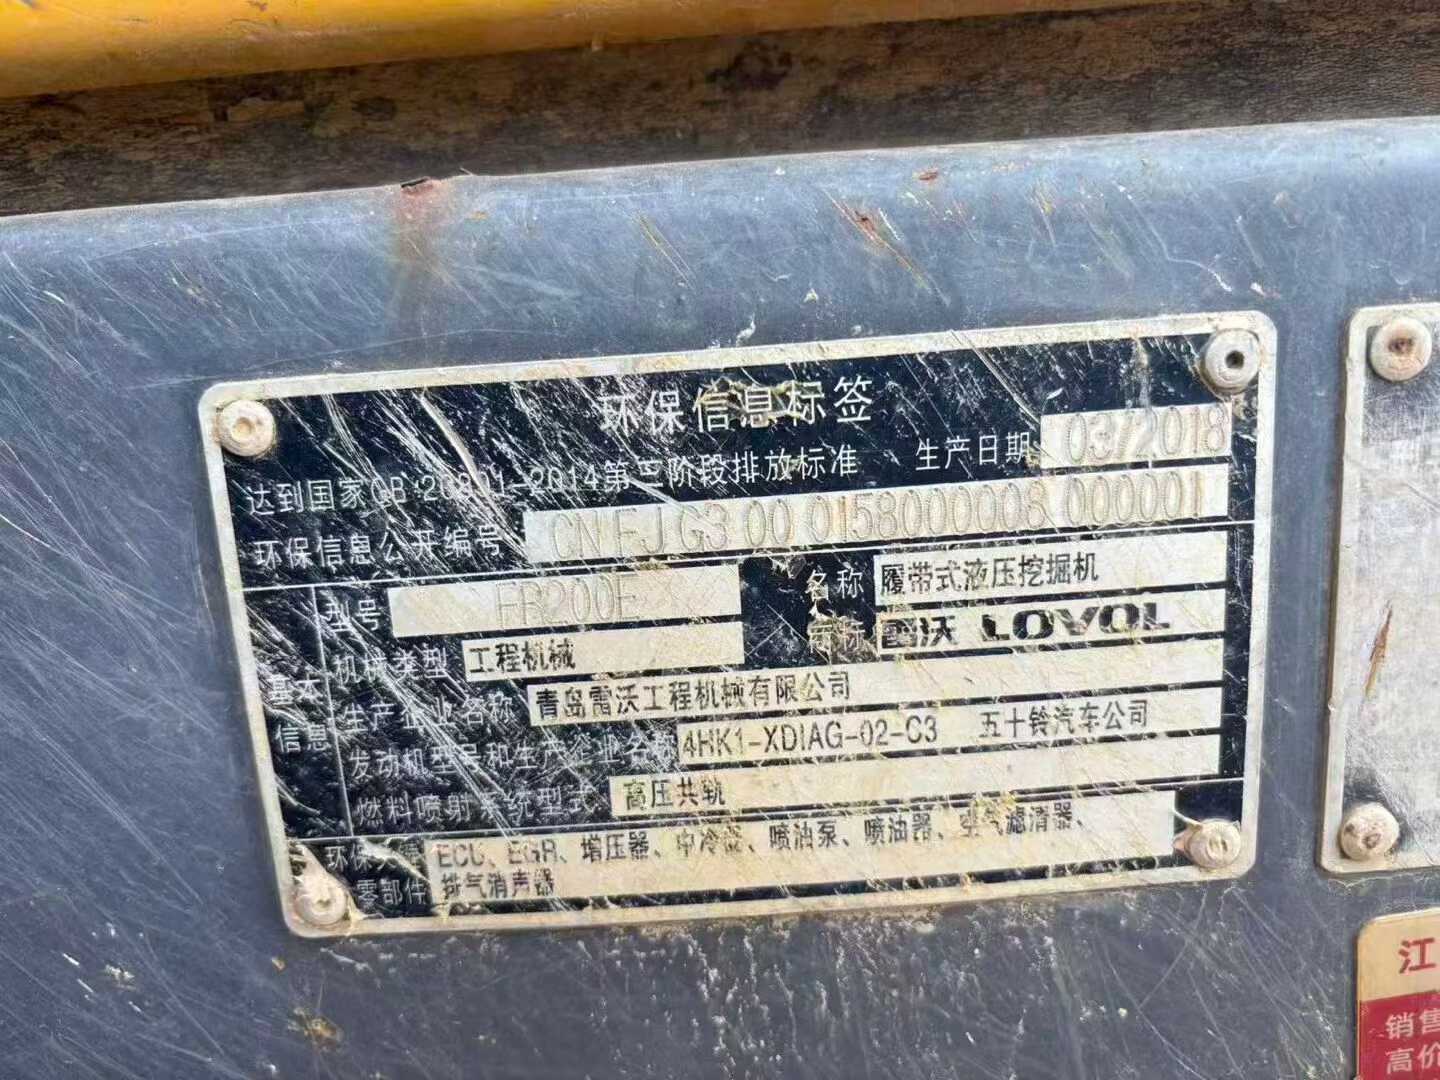 环保信息标签
达到国家GB 20891-2014第三阶段排放标准 生产日期 03/2018
环保信息公开编号 CN FJ G3 00 0158000008 000001
基本信息
型号 FR200E 名称 履带式液压挖掘机
机械类型 工程机械 商标 雷沃 LOVOL
生产企业名称 青岛雷沃工程机械有限公司
发动机型号和生产企业名称 4HK1-XDIAG-02-C3 五十铃汽车公司
燃料喷射系统型式 高压共轨
环保 ECU、EGR、增压器、中冷器、喷油泵、喷油器、空气滤清器、
零部件 排气消声器
江
销售
高价